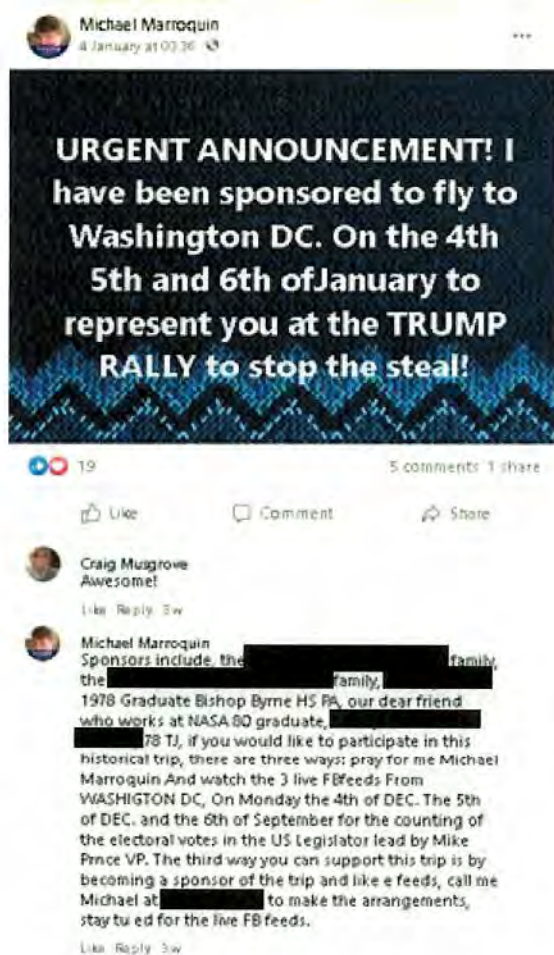 Michael Marroquin
4 January at 03:36
URGENT ANNOUNCEMENT! I
have been sponsored to fly to
Washington DC. On the 4th
5th and 6th ofJanuary to
represent you at the TRUMP
RALLY to stop the steal!
19
5 comments 1 share
Like Comment Share
Craig Musgrove
Awesome!
Like Reply 3w
Michael Marroquin
Sponsors include, the family,
the family,
1978 Graduate Bishop Byrne HS PA, our dear friend
who works at NASA 80 graduate,
78 TJ, if you would like to participate in this
historical trip, there are three ways: pray for me Michael
Marroquin And watch the 3 live FBfeeds From
WASHIGTON DC, On Monday the 4th of DEC. The 5th
of DEC. and the 6th of September for the counting of
the electoral votes in the US Legislator lead by Mike
VP. The third way you can support this trip is by
becoming a sponsor of the trip and like e feeds, call me
Michael at to make the arrangements,
stay tu ed for the live FB feeds.
Like Reply 3w